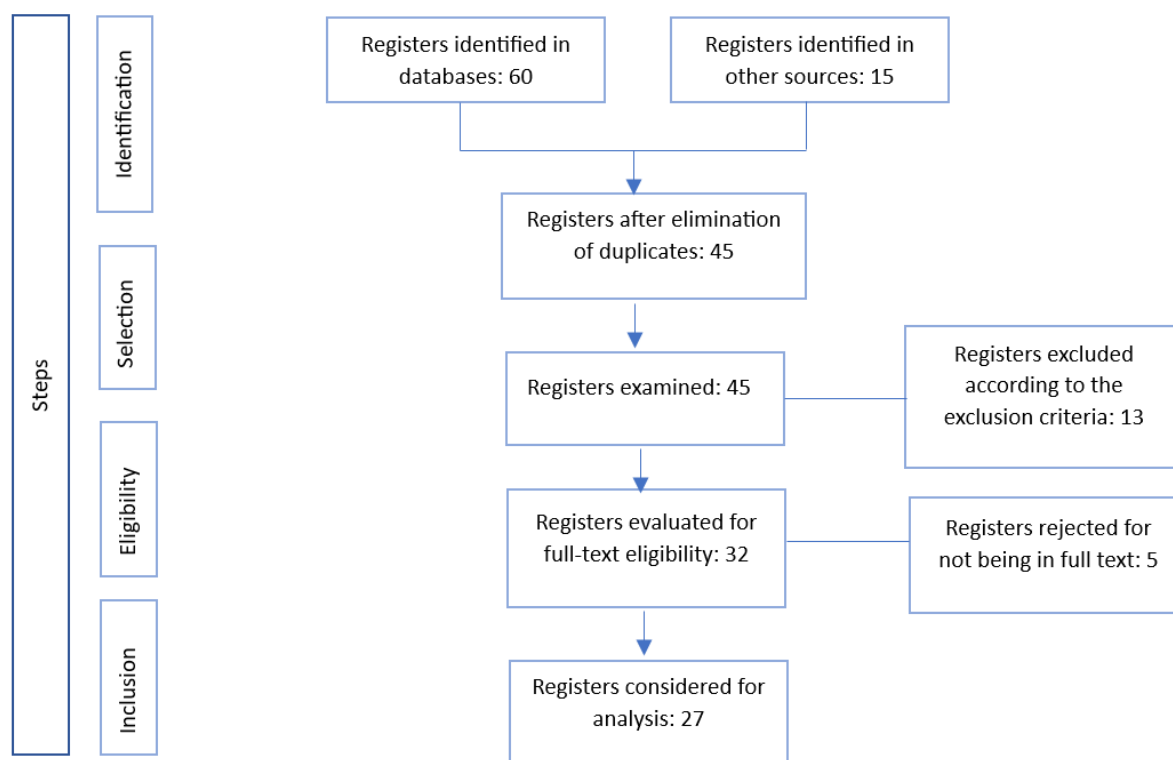 Steps
Identification
Registers identified in
databases: 60
Registers identified in
other sources: 15
Registers after elimination
of duplicates: 45
Selection
Registers examined: 45
Registers excluded
according to the
exclusion criteria: 13
Eligibility
Registers evaluated for
full-text eligibility: 32
Registers rejected for
not being in full text: 5
Inclusion
Registers considered for
analysis: 27